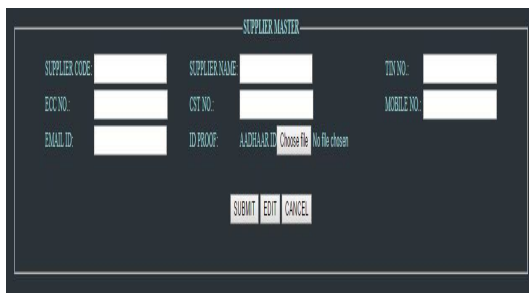 SUPPLIER MASTER
SUPPLIER CODE: SUPPLIER NAME: TIN NO.:
ECC NO.: CST NO.: MOBILE NO.:
EMAIL ID: ID PROOF: AADHAAR ID Choose file No file chosen
SUBMIT EDIT CANCEL